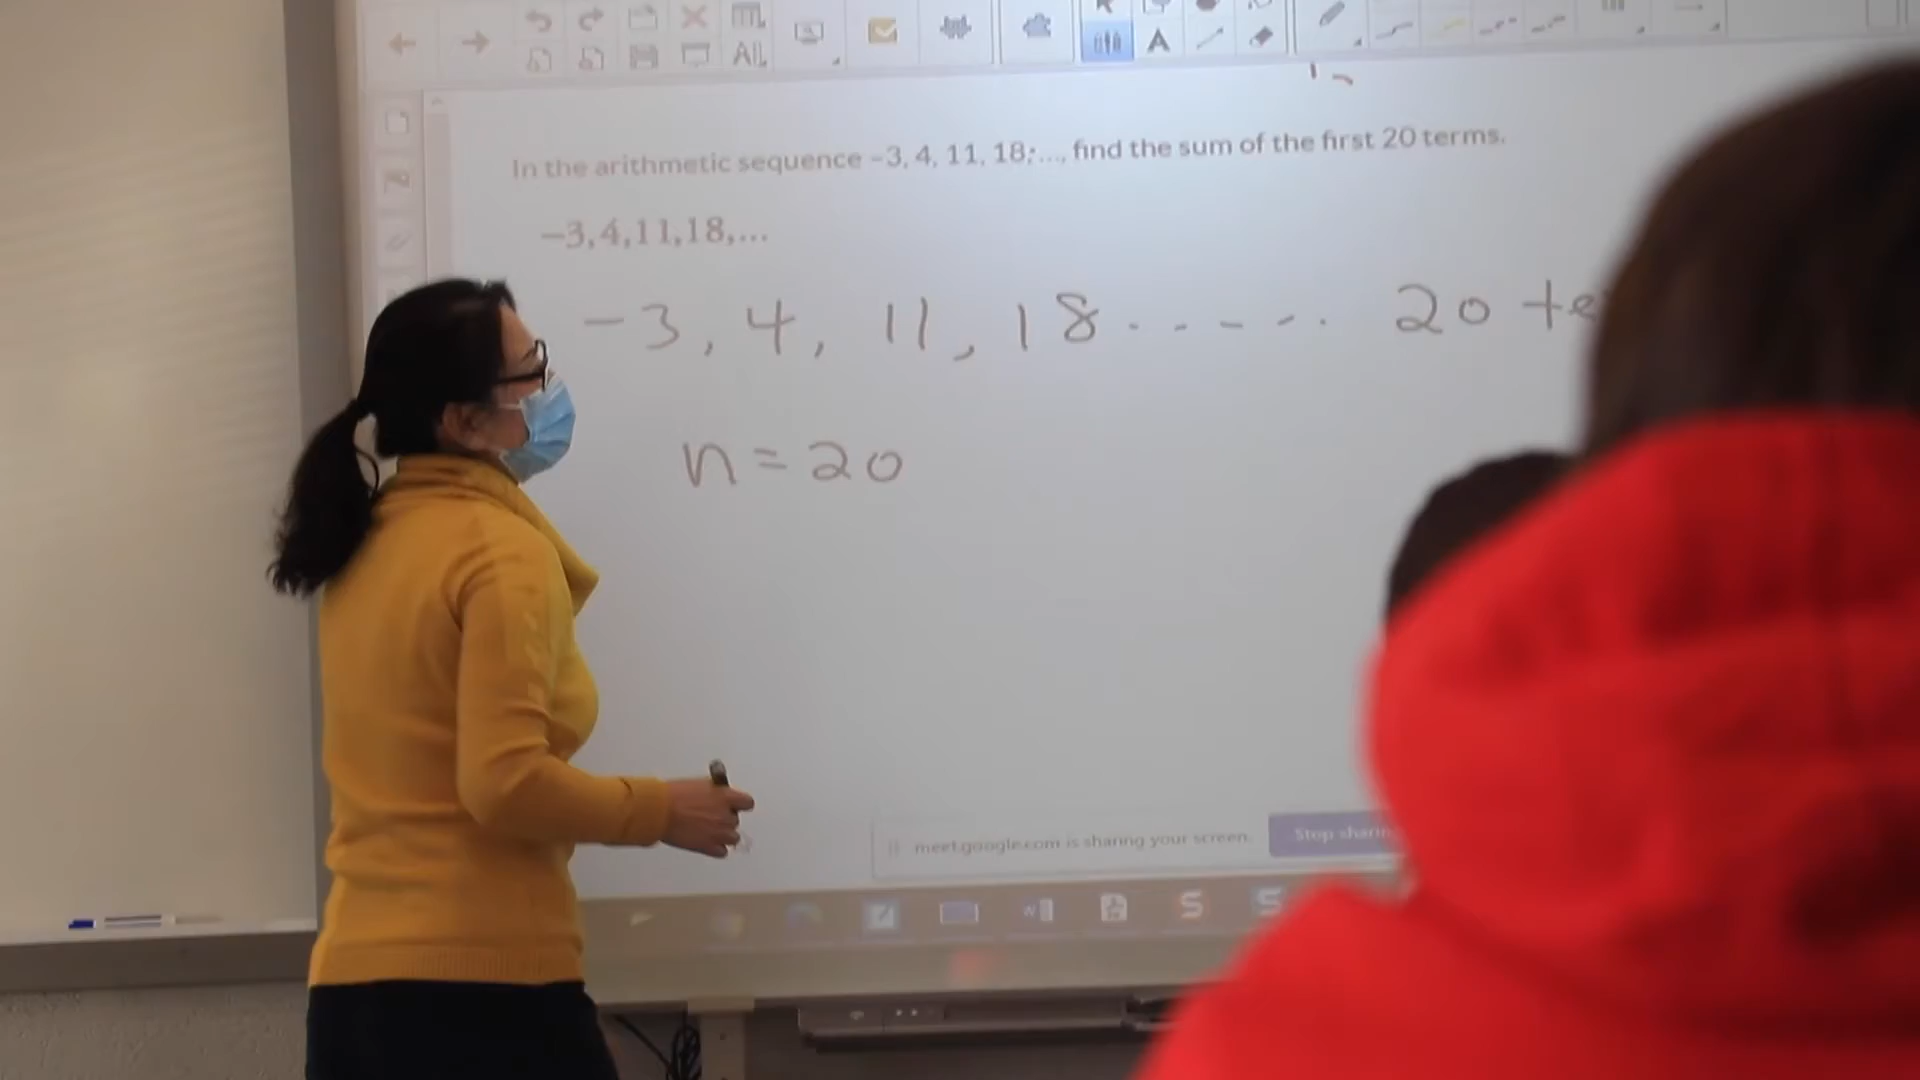 In the arithmetic sequence -3, 4, 11, 18,..., find the sum of the first 20 terms.
-3,4,11,18,...
-3, 4, 11, 18 . - - - - . 20 te
n=20
meet.google.com is sharing your screen.
Stop sharin